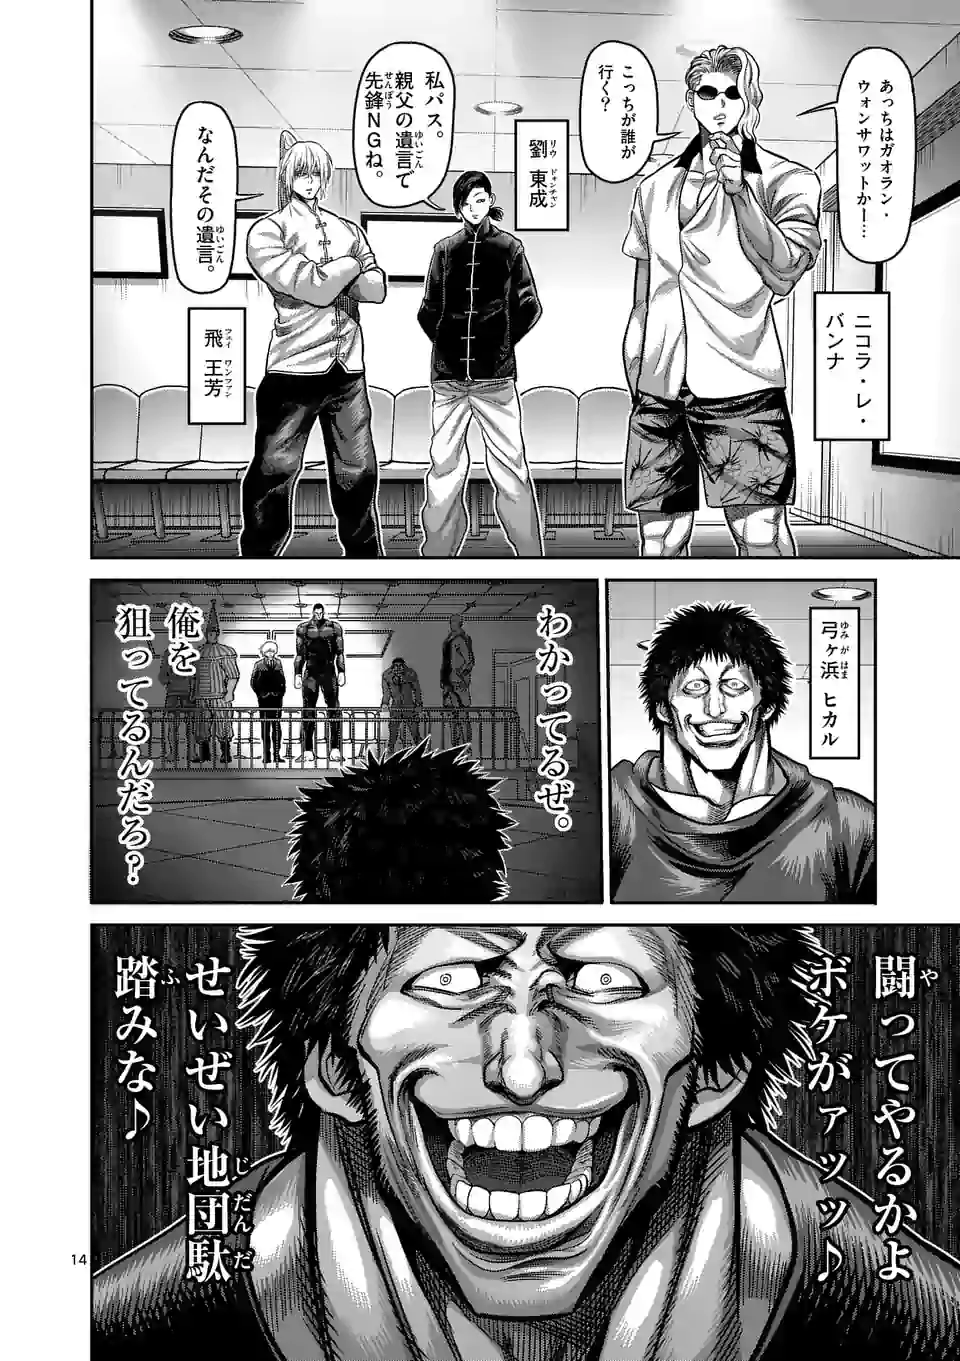 あっちはガオラン・
ウォンサワットかー…。
こっちが誰が
行く?
ニコラ・レ・
バンナ
私パス。
親父の遺言で
先鋒NGね。
劉 東成
なんだその遺言。
飛 王芳
弓ヶ浜 ヒカル
わかってるぜ。
俺を
狙ってるんだろ?
闘ってやるかよ
ボケがァッッ♪
せいぜい地団駄
踏みな♪
14